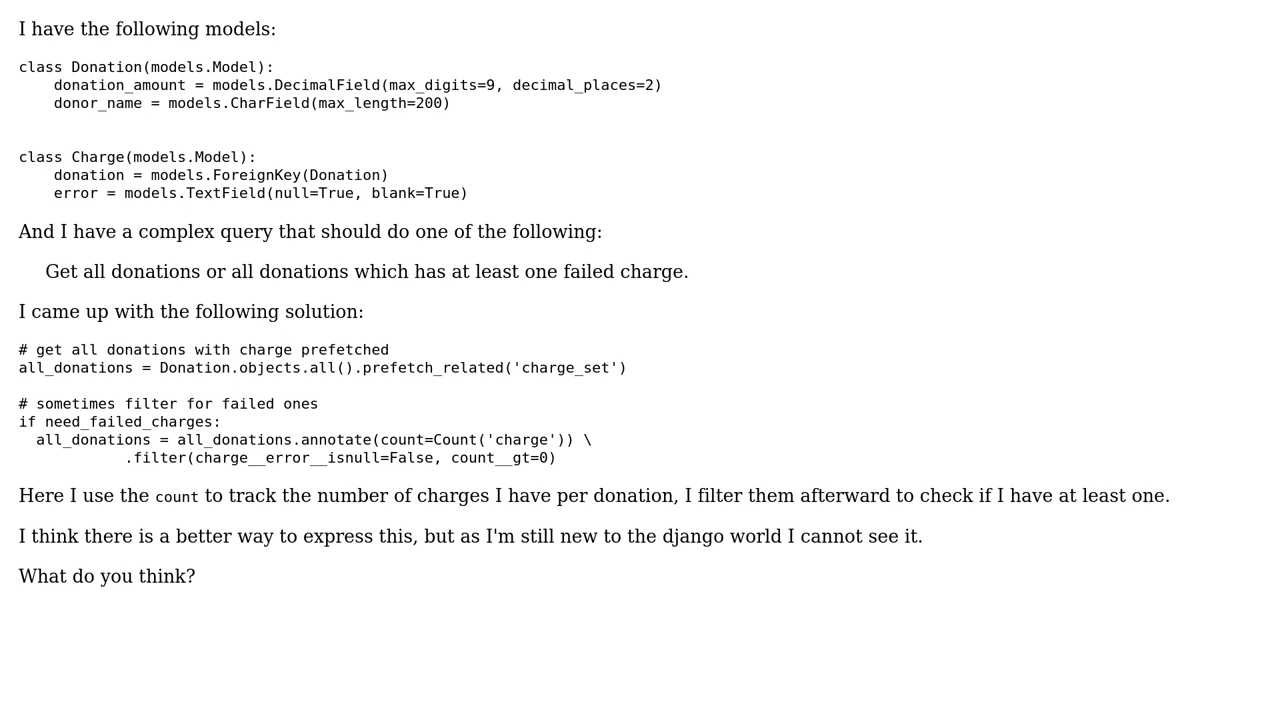 I have the following models:
class Donation(models.Model):
    donation_amount = models.DecimalField(max_digits=9, decimal_places=2)
    donor_name = models.CharField(max_length=200)
class Charge(models.Model):
    donation = models.ForeignKey(Donation)
    error = models.TextField(null=True, blank=True)
And I have a complex query that should do one of the following:
Get all donations or all donations which has at least one failed charge.
I came up with the following solution:
# get all donations with charge prefetched
all_donations = Donation.objects.all().prefetch_related('charge_set')
# sometimes filter for failed ones
if need_failed_charges:
  all_donations = all_donations.annotate(count=Count('charge')) \
            .filter(charge__error__isnull=False, count__gt=0)
Here I use the count to track the number of charges I have per donation, I filter them afterward to check if I have at least one.
I think there is a better way to express this, but as I'm still new to the django world I cannot see it.
What do you think?